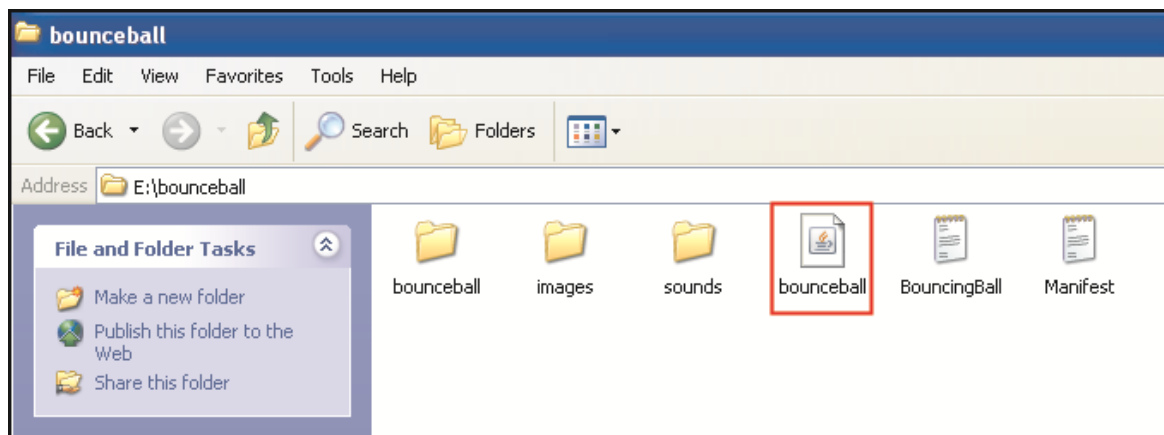 bounceball
File Edit View Favorites Tools Help
Back Search Folders
Address E:\bounceball
File and Folder Tasks
Make a new folder
Publish this folder to the
Web
Share this folder
bounceball images sounds bounceball BouncingBall Manifest